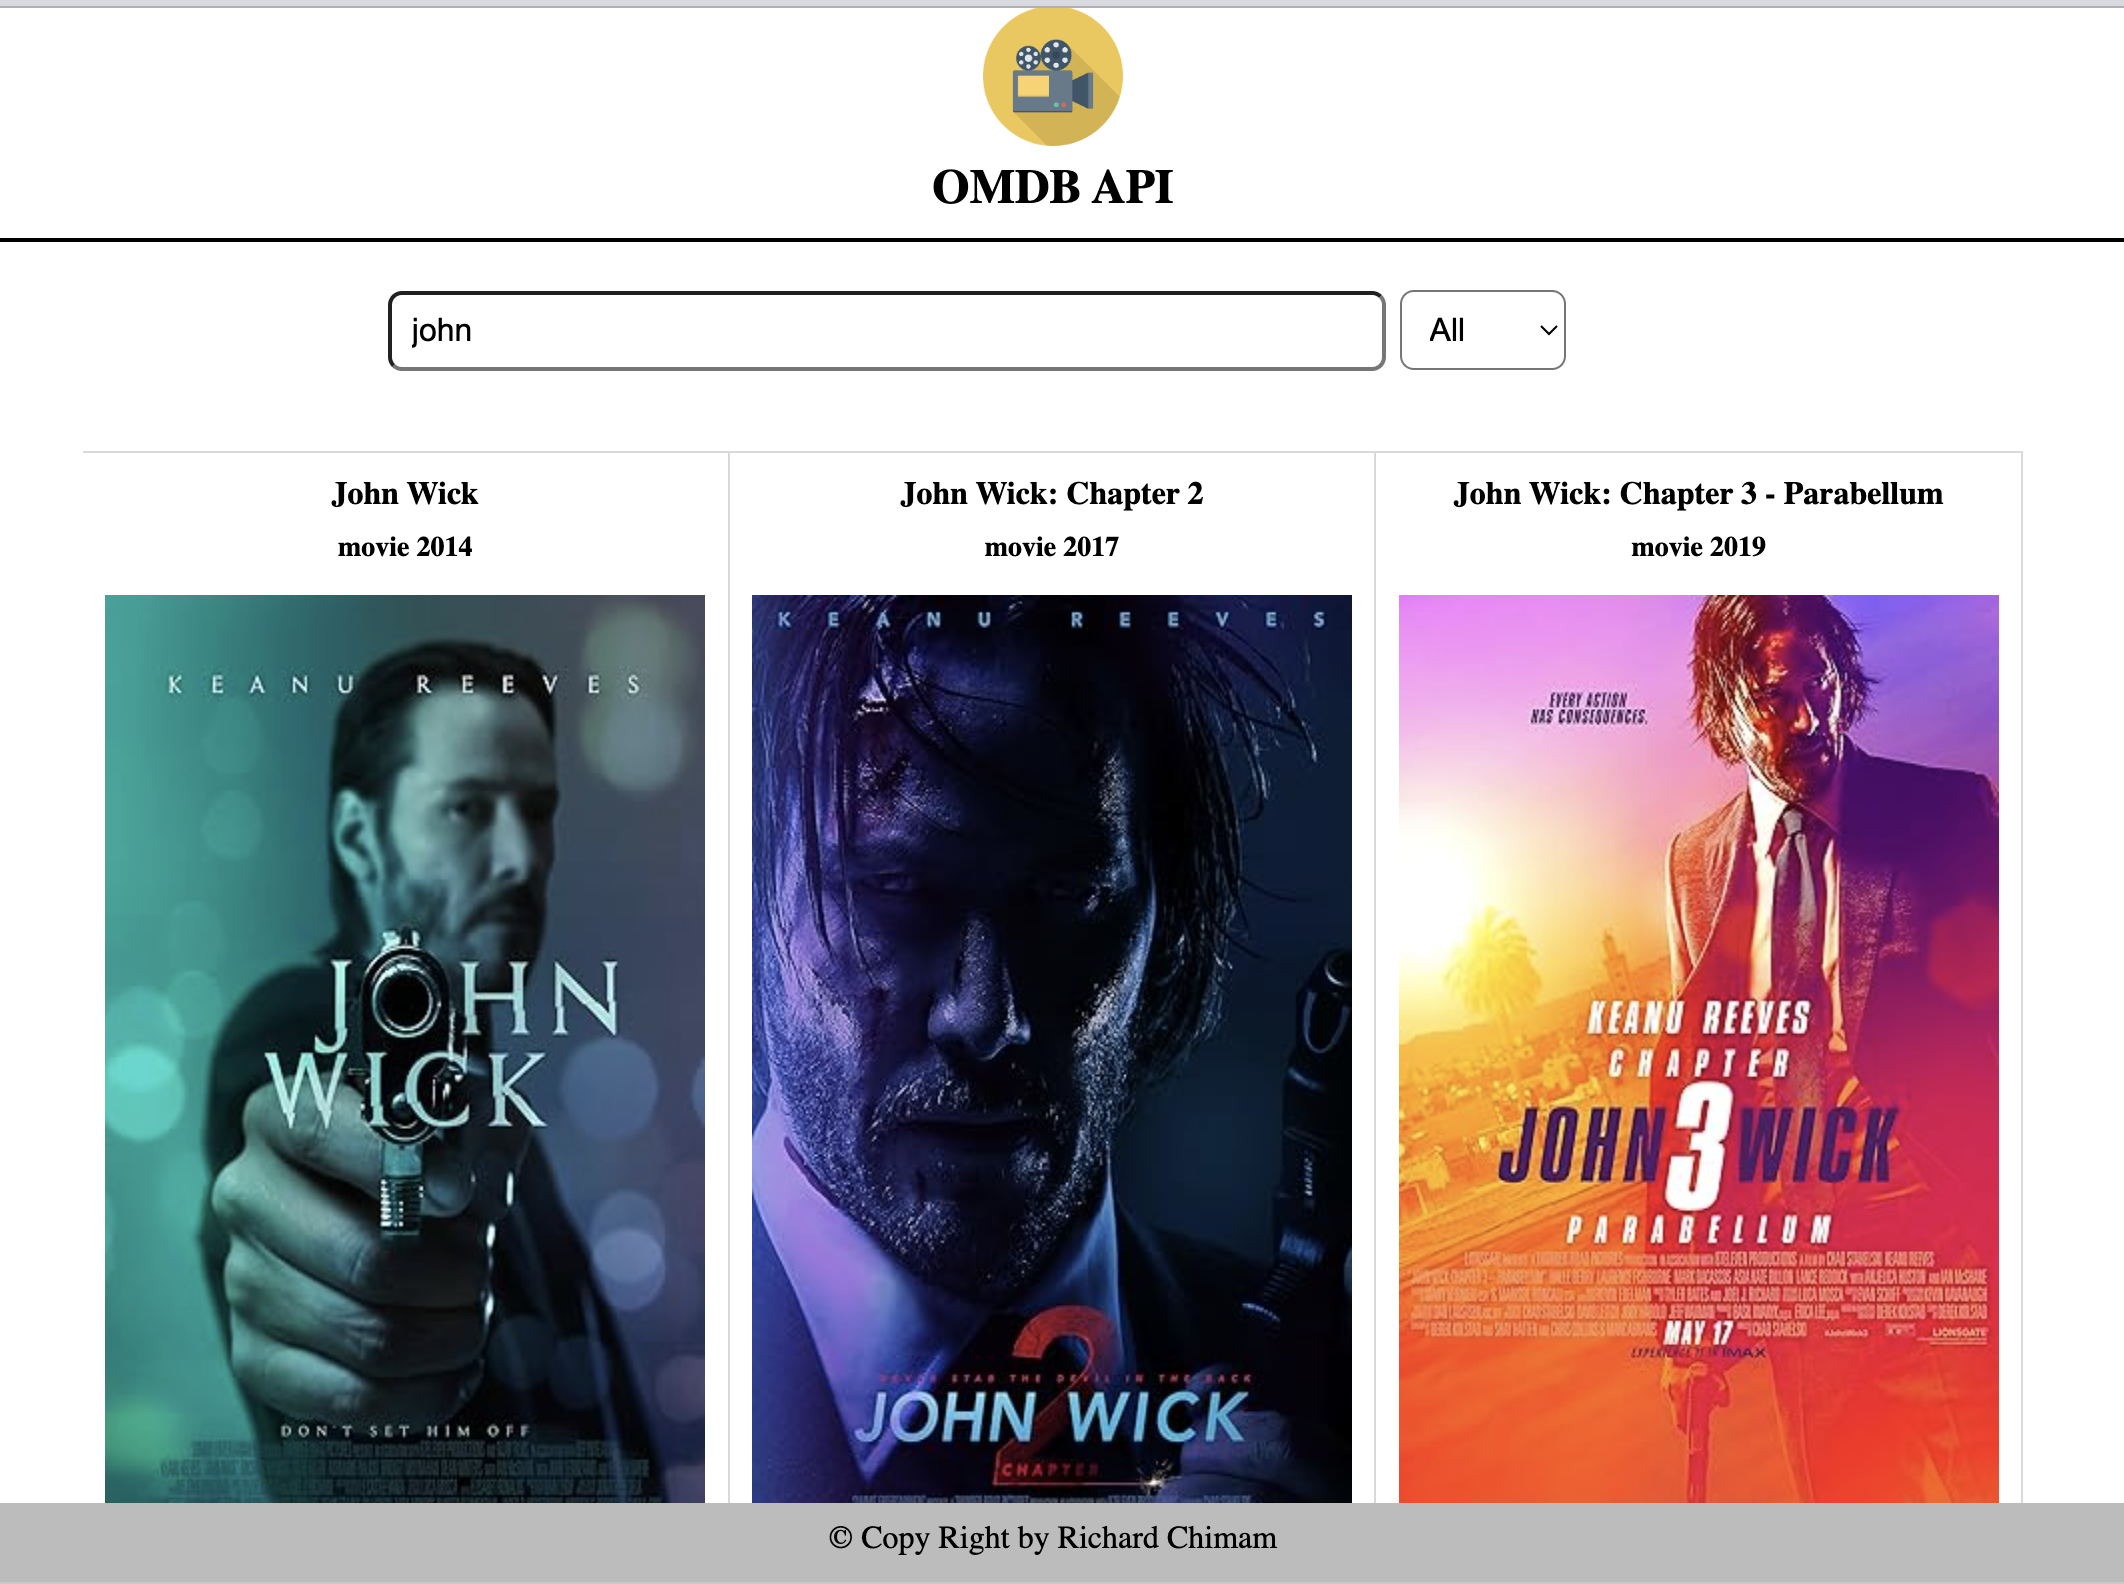 OMDB API
john
All
John Wick
movie 2014
KEANU REEVES
JOHN
WICK
DON'T SET HIM OFF
John Wick: Chapter 2
movie 2017
KEANU REEVES
2
NEVER STAB THE DEVIL IN THE BACK
JOHN WICK
CHAPTER
John Wick: Chapter 3 - Parabellum
movie 2019
EVERY ACTION
HAS CONSEQUENCES.
KEANU REEVES
CHAPTER
JOHN 3 WICK
PARABELLUM
MAY 17
EXPERIENCE IT IN IMAX
LIONSGATE
© Copy Right by Richard Chimam